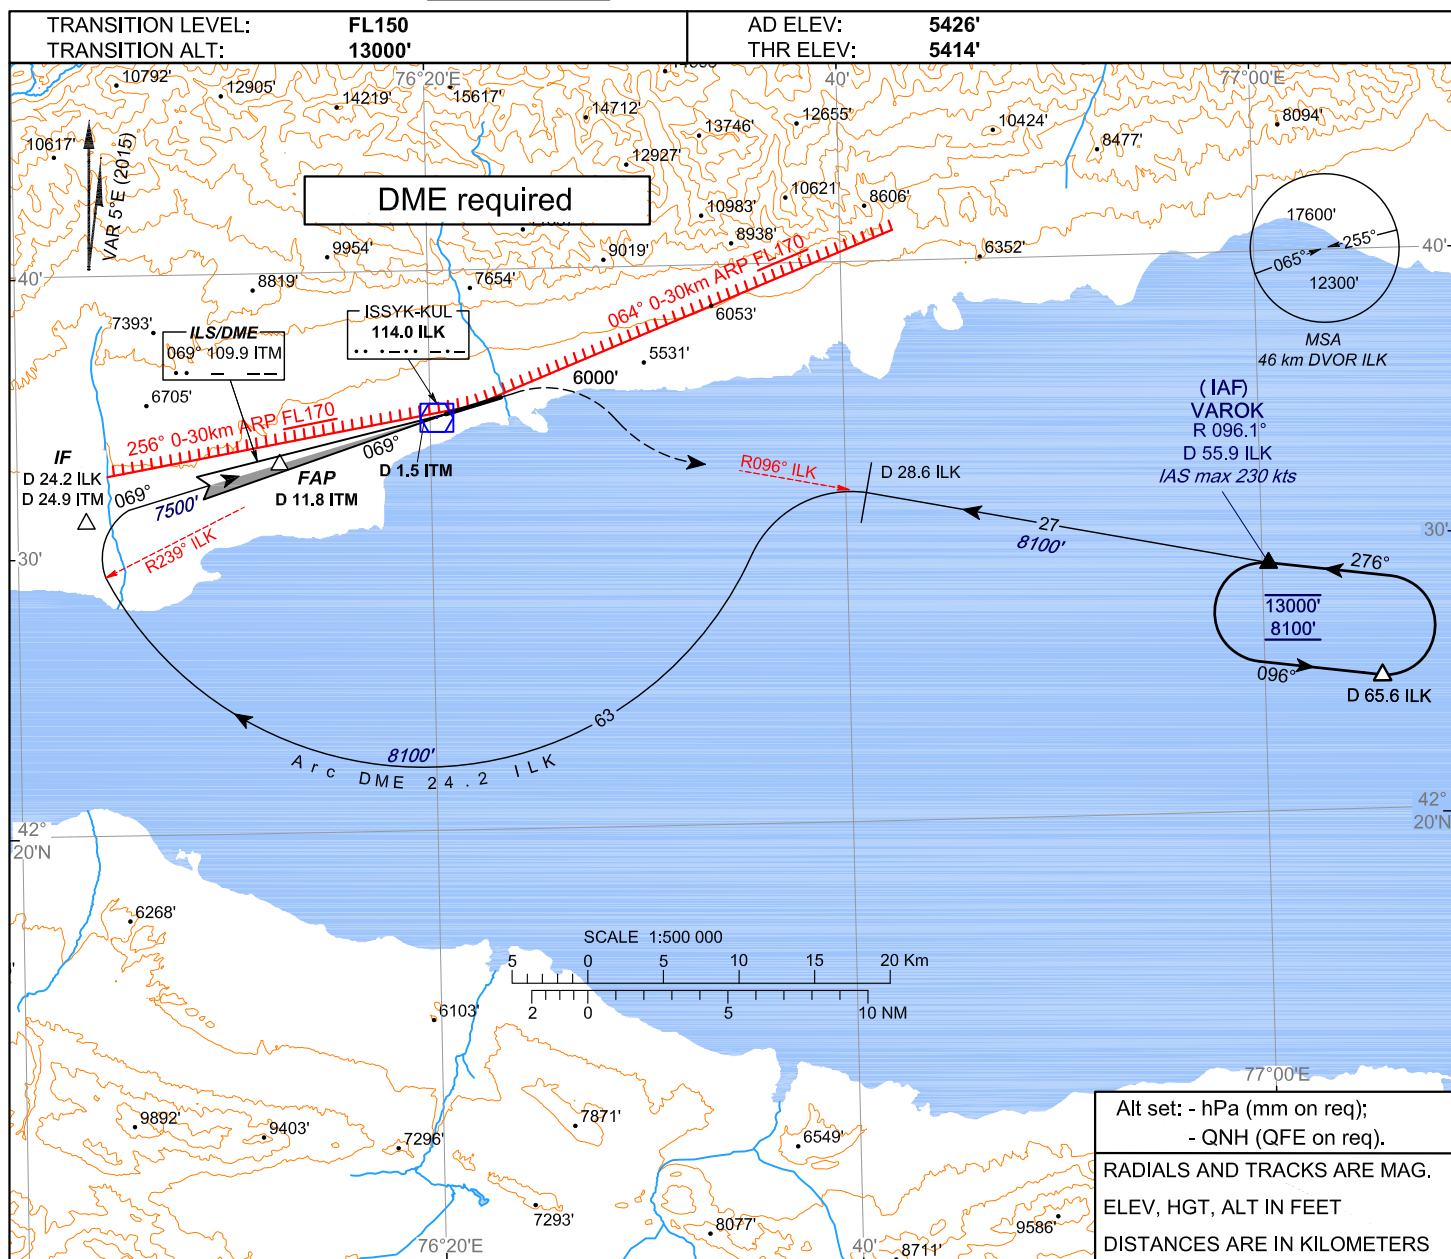 TRANSITION LEVEL: FL150
TRANSITION ALT: 13000'
AD ELEV: 5426'
THR ELEV: 5414'
76°20'E
40'
77°00'E
10792'
12905'
14219'
15617'
14712'
13746'
12655'
10424'
8477'
8094'
10617'
12927'
VAR 5°E (2015)
DME required
10621'
10983'
8606'
8938'
9954'
9019'
6352'
17600'
255°
065°
12300'
40'
40'
8819'
7654'
064° 0-30km ARP FL170
6053'
MSA
46 km DVOR ILK
7393'
ILS/DME
069° 109.9 ITM
ISSYK-KUL
114.0 ILK
5531'
6000'
6705'
256° 0-30km ARP FL170
069°
(IAF)
VAROK
R 096.1°
D 55.9 ILK
IAS max 230 kts
IF
D 24.2 ILK
D 24.9 ITM
069°
7500'
FAP
D 11.8 ITM
D 1.5 ITM
R096° ILK
D 28.6 ILK
R239° ILK
27
8100'
30'
30'
276°
13000'
8100'
096°
D 65.6 ILK
63
8100'
Arc DME 24.2 ILK
42°
20'N
42°
20'N
6268'
SCALE 1:500 000
5 0 5 10 15 20 Km
2 0 5 10 NM
6103'
77°00'E
9892'
9403'
7296'
7871'
6549'
7293'
8077'
8711'
9586'
76°20'E
40'
Alt set: - hPa (mm on req);
- QNH (QFE on req).
RADIALS AND TRACKS ARE MAG.
ELEV, HGT, ALT IN FEET
DISTANCES ARE IN KILOMETERS